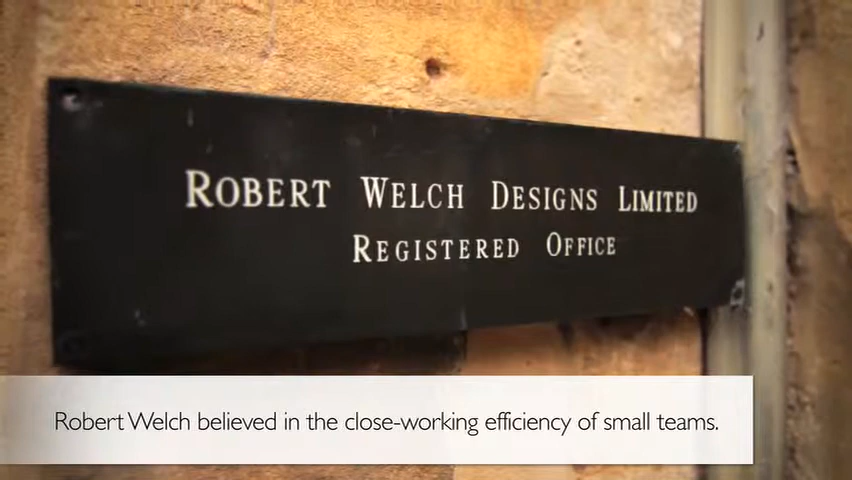 Robert Welch Designs Limited
Registered Office
Robert Welch believed in the close-working efficiency of small teams.